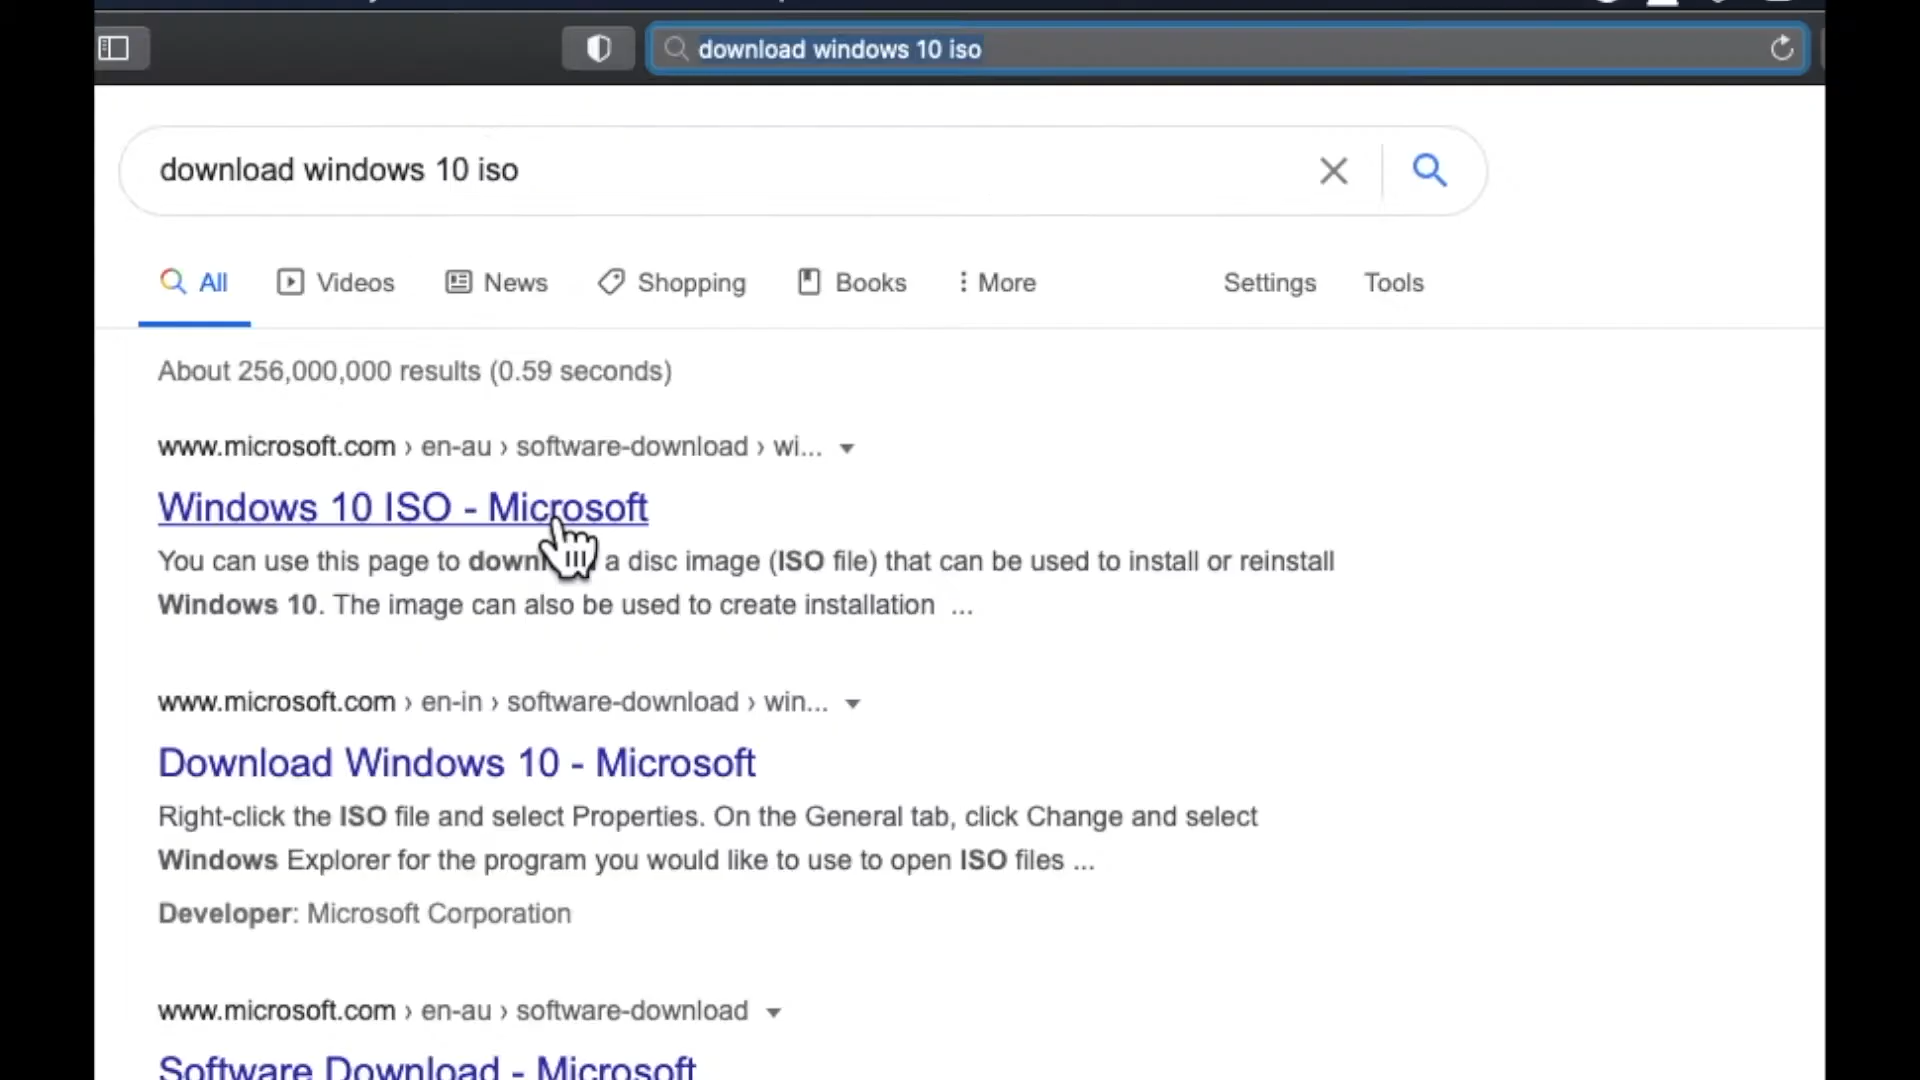 download windows 10 iso
download windows 10 iso
All Videos News Shopping Books More Settings Tools
About 256,000,000 results (0.59 seconds)
www.microsoft.com › en-au › software-download › wi...
Windows 10 ISO - Microsoft
You can use this page to a disc image (ISO file) that can be used to install or reinstall
Windows 10. The image can also be used to create installation ...
www.microsoft.com › en-in › software-download › win...
Download Windows 10 - Microsoft
Right-click the ISO file and select Properties. On the General tab, click Change and select
Windows Explorer for the program you would like to use to open ISO files ...
Developer: Microsoft Corporation
www.microsoft.com › en-au › software-download
Software Download - Microsoft